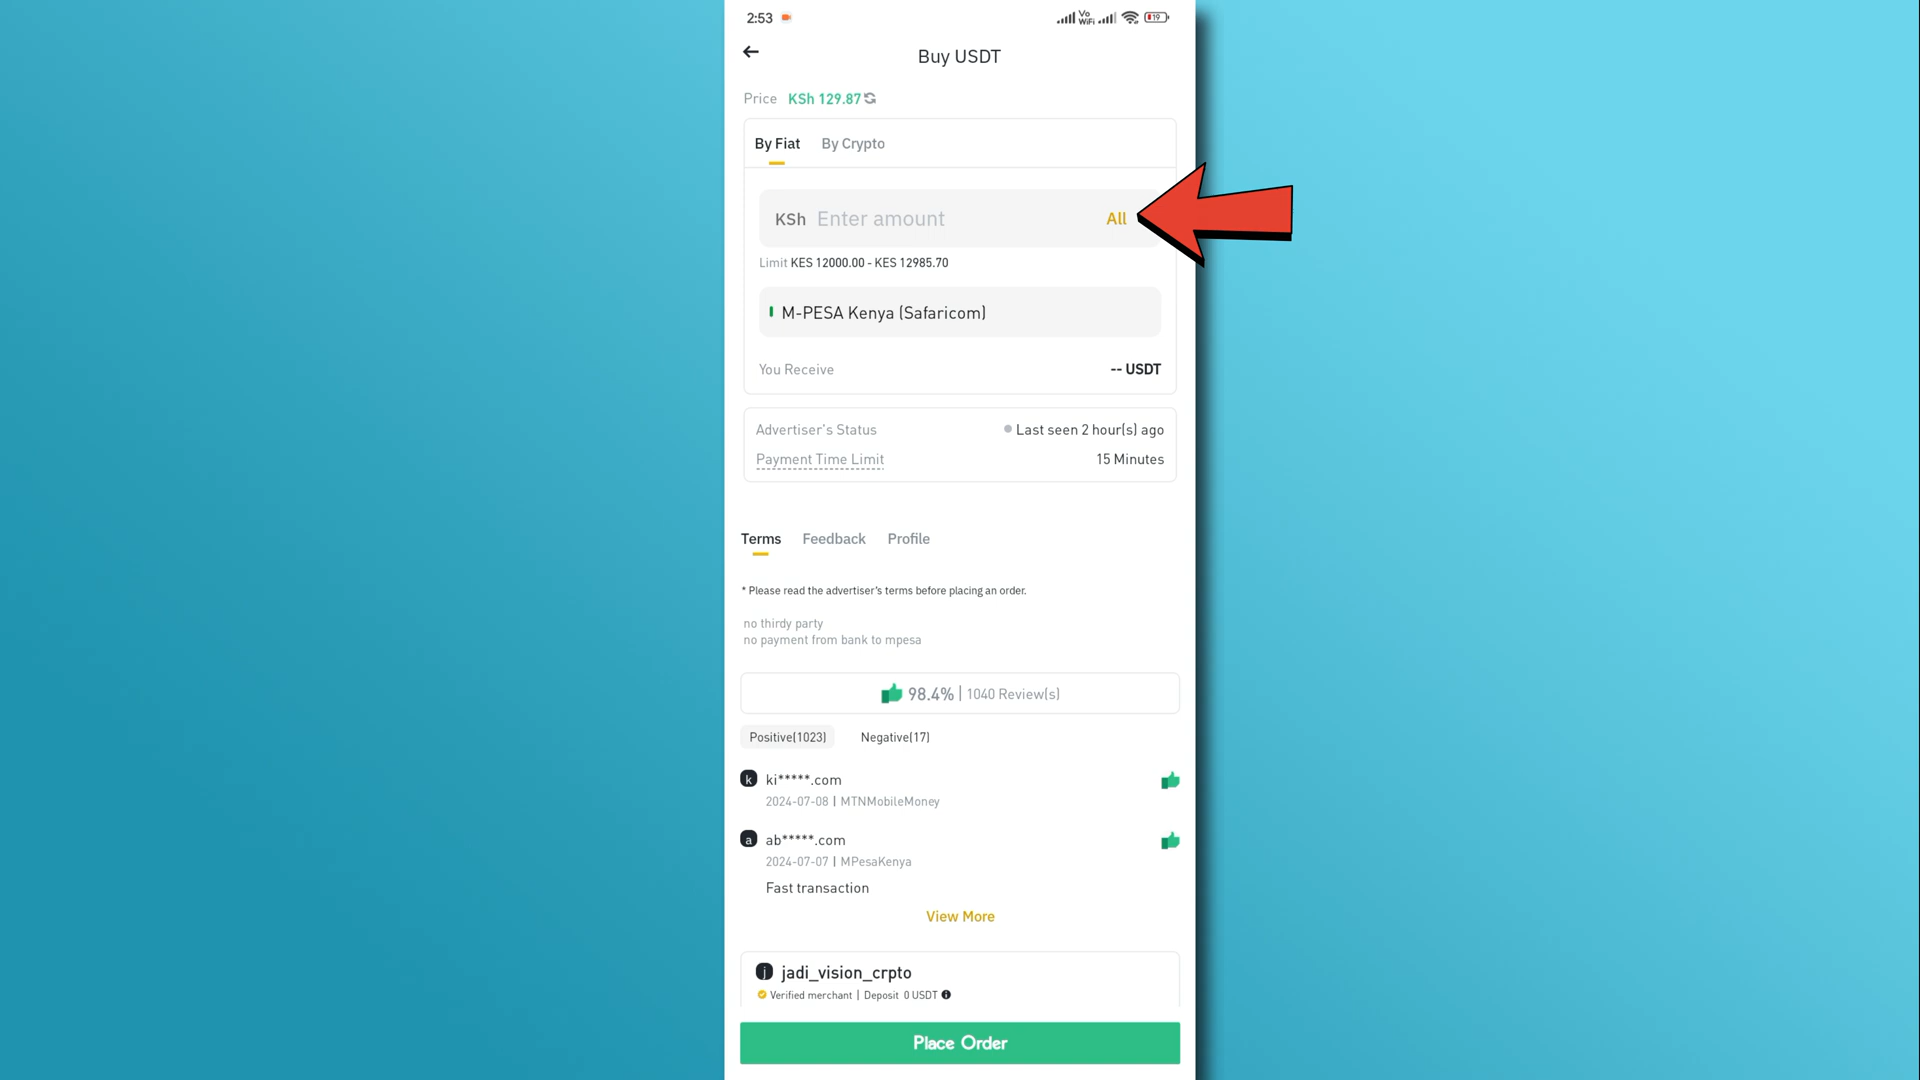 2:53
Vo
WiFi
19
Buy USDT
Price KSh 129.87
By Fiat By Crypto
KSh Enter amount All
Limit KES 12000.00 - KES 12985.70
M-PESA Kenya (Safaricom)
You Receive -- USDT
Advertiser's Status Last seen 2 hour(s) ago
Payment Time Limit 15 Minutes
Terms Feedback Profile
* Please read the advertiser's terms before placing an order.
no thirdy party
no payment from bank to mpesa
98.4% | 1040 Review(s)
Positive(1023) Negative(17)
k ki*****.com
2024-07-08 | MTNMobileMoney
a ab*****.com
2024-07-07 | MPesaKenya
Fast transaction
View More
j jadi_vision_crpto
Verified merchant | Deposit 0 USDT
Place Order